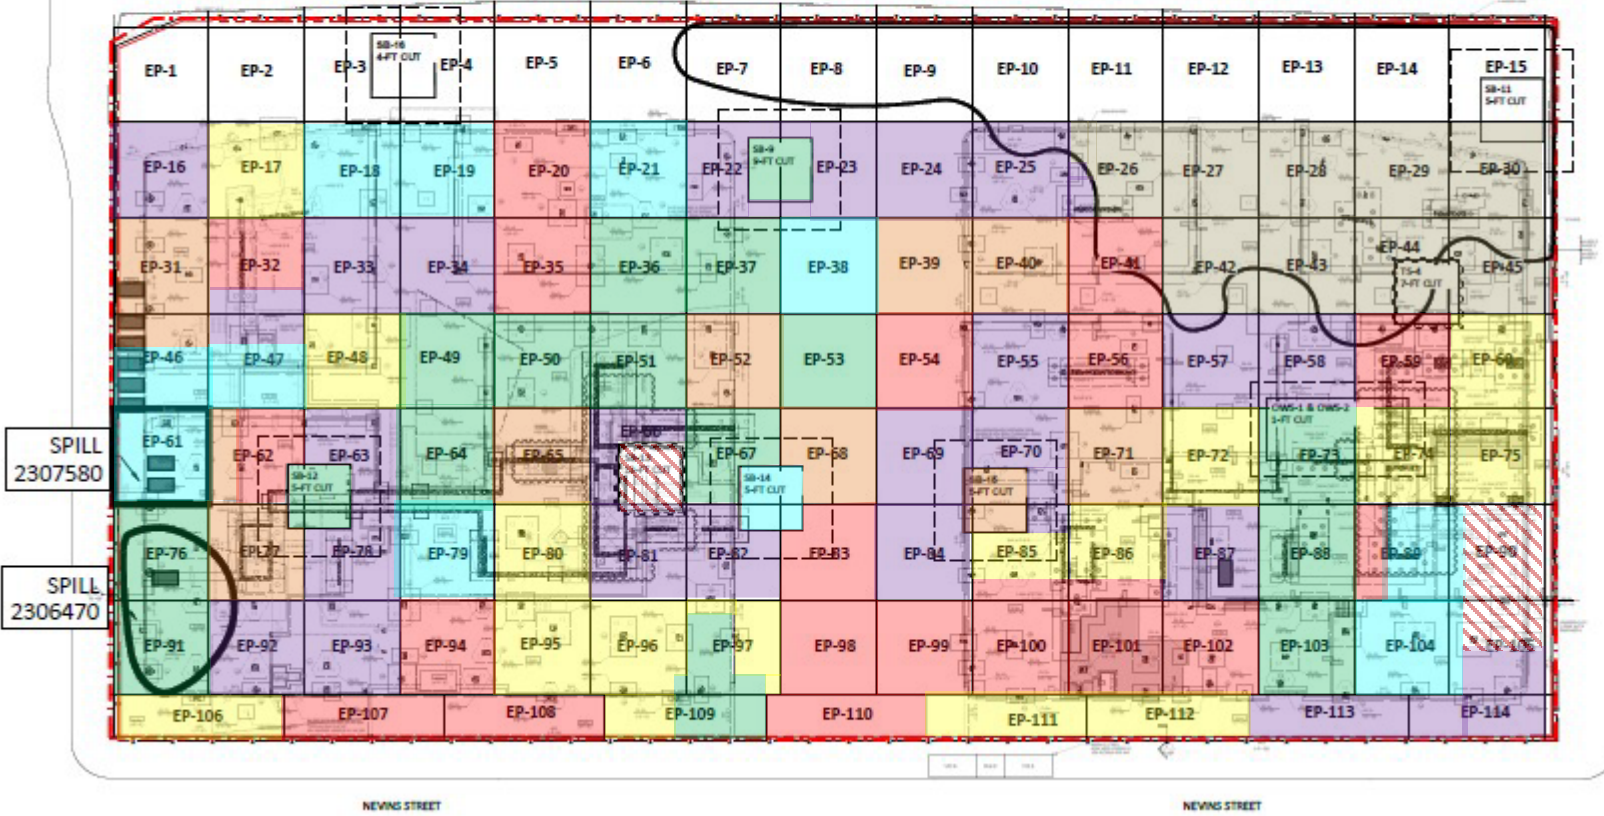 EP-1 EP-2 EP-3 EP-4 EP-5 EP-6 EP-7 EP-8 EP-9 EP-10 EP-11 EP-12 EP-13 EP-14 EP-15
SB-16
4-FT CUT
SB-11
5-FT CUT
EP-16 EP-17 EP-18 EP-19 EP-20 EP-21 EP-22 EP-23 EP-24 EP-25 EP-26 EP-27 EP-28 EP-29 EP-30
SB-9
9-FT CUT
EP-31 EP-32 EP-33 EP-34 EP-35 EP-36 EP-37 EP-38 EP-39 EP-40 EP-41 EP-42 EP-43 EP-44 EP-45
TS-4
7-FT CUT
EP-46 EP-47 EP-48 EP-49 EP-50 EP-51 EP-52 EP-53 EP-54 EP-55 EP-56 EP-57 EP-58 EP-59 EP-60
OWS-1 & OWS-2
1-FT CUT
SPILL
2307580
EP-61 EP-62 EP-63 EP-64 EP-65 EP-66 EP-67 EP-68 EP-69 EP-70 EP-71 EP-72 EP-73 EP-74 EP-75
SB-12
5-FT CUT
SB-14
5-FT CUT
5-FT CUT
SPILL
2306470
EP-76 EP-77 EP-78 EP-79 EP-80 EP-81 EP-82 EP-83 EP-84 EP-85 EP-86 EP-87 EP-88 EP-89 EP-90
EP-91 EP-92 EP-93 EP-94 EP-95 EP-96 EP-97 EP-98 EP-99 EP-100 EP-101 EP-102 EP-103 EP-104
EP-106 EP-107 EP-108 EP-109 EP-110 EP-111 EP-112 EP-113 EP-114
NEVINS STREET NEVINS STREET